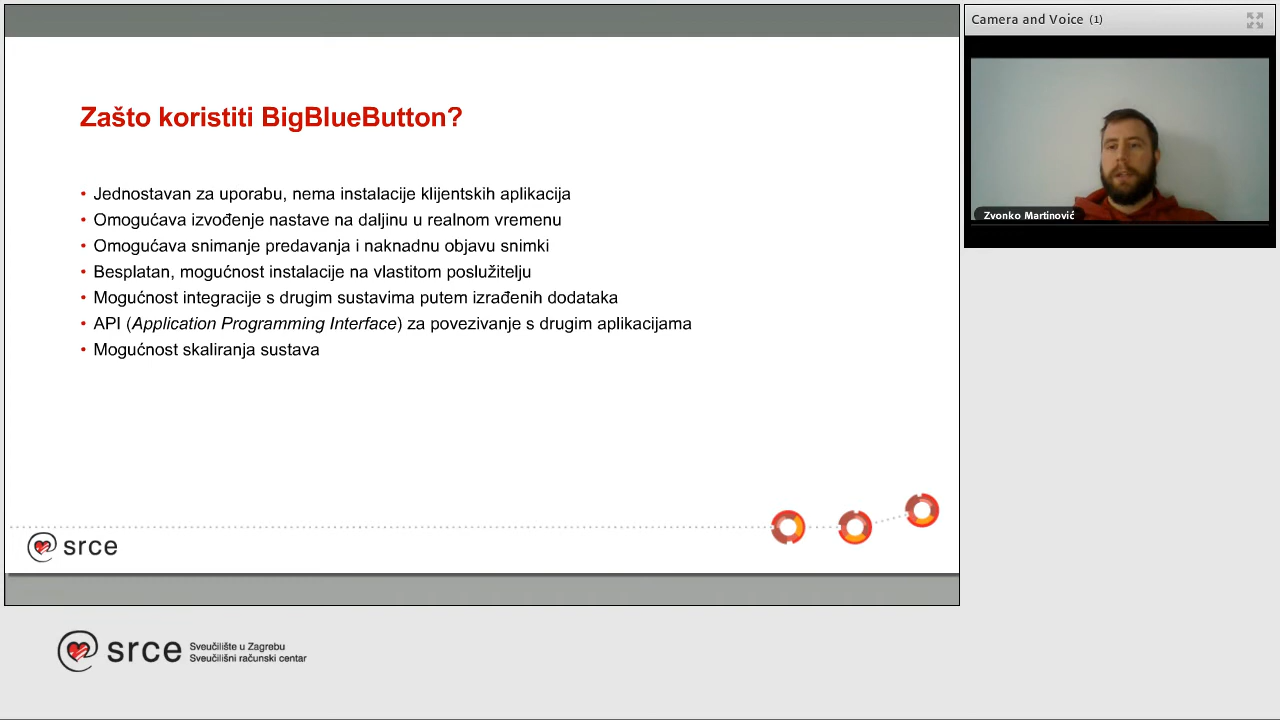 Zašto koristiti BigBlueButton?
• Jednostavan za uporabu, nema instalacije klijentskih aplikacija
• Omogućava izvođenje nastave na daljinu u realnom vremenu
• Omogućava snimanje predavanja i naknadnu objavu snimki
• Besplatan, mogućnost instalacije na vlastitom poslužitelju
• Mogućnost integracije s drugim sustavima putem izrađenih dodataka
• API (Application Programming Interface) za povezivanje s drugim aplikacijama
• Mogućnost skaliranja sustava
srce
Camera and Voice (1)
Zvonko Martinović
srce
Sveučilište u Zagrebu
Sveučilišni računski centar